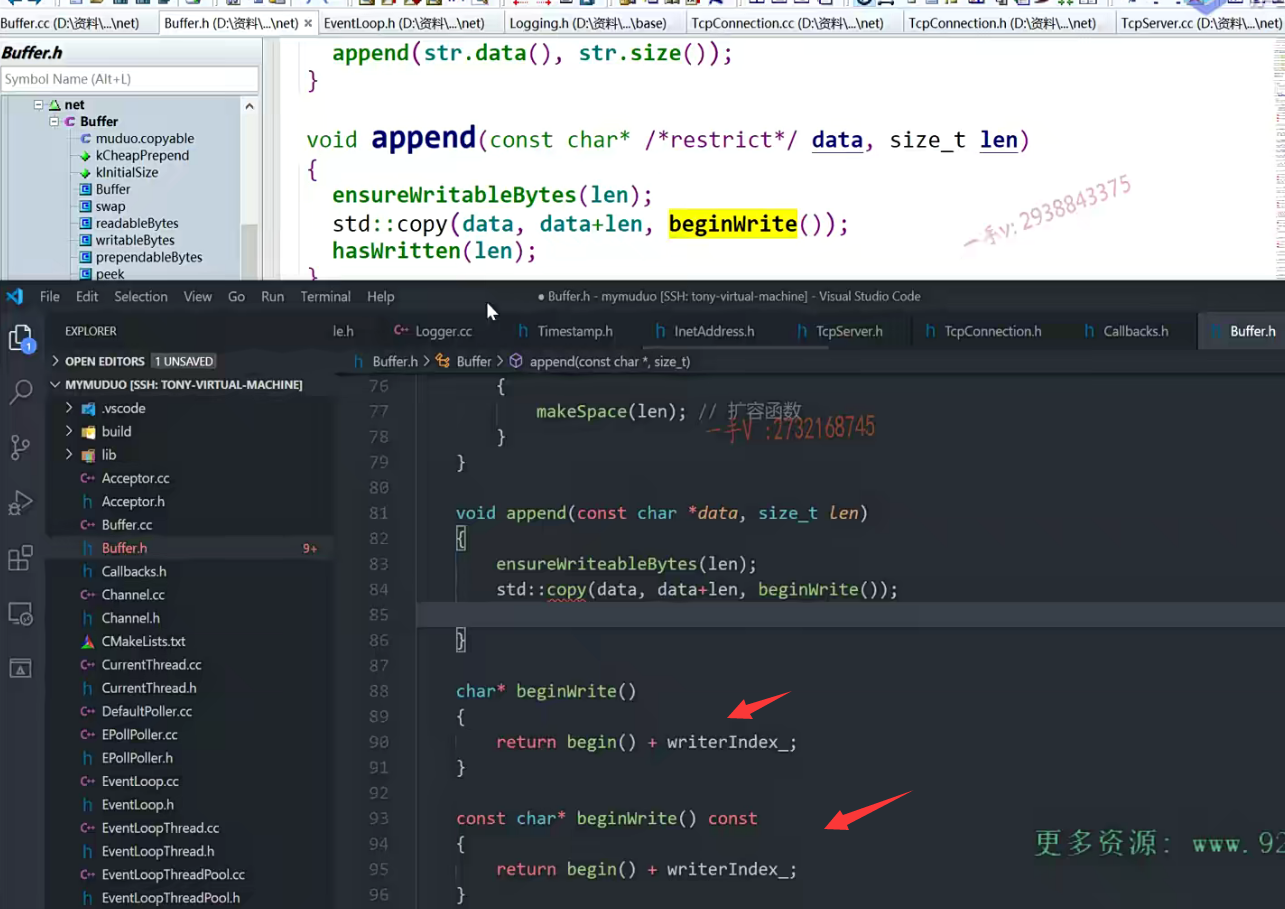 Buffer.cc (D:\资料\...\net)
Buffer.h (D:\资料\...\net) ×
EventLoop.h (D:\资料\...\net)
Logging.h (D:\资料\...\base)
TcpConnection.cc (D:\资料\...\net)
TcpConnection.h (D:\资料\...\net)
TcpServer.cc (D:\资料\...\net)
Buffer.h
Symbol Name (Alt+L)
net
Buffer
muduo.copyable
kCheapPrepend
kInitialSize
Buffer
swap
readableBytes
writableBytes
prependableBytes
peek
append(str.data(), str.size());
}
void append(const char* /*restrict*/ data, size_t len)
{
ensureWritableBytes(len);
std::copy(data, data+len, beginWrite());
hasWritten(len);
}
一手v: 2938843375
File Edit Selection View Go Run Terminal Help
● Buffer.h - mymuduo [SSH: tony-virtual-machine] - Visual Studio Code
EXPLORER
le.h
Logger.cc
Timestamp.h
InetAddress.h
TcpServer.h
TcpConnection.h
Callbacks.h
Buffer.h
1
OPEN EDITORS 1 UNSAVED
MYMUDUO [SSH: TONY-VIRTUAL-MACHINE]
.vscode
build
lib
Acceptor.cc
Acceptor.h
Buffer.cc
Buffer.h 9+
Callbacks.h
Channel.cc
Channel.h
CMakeLists.txt
CurrentThread.cc
CurrentThread.h
DefaultPoller.cc
EPollPoller.cc
EPollPoller.h
EventLoop.cc
EventLoop.h
EventLoopThread.cc
EventLoopThread.h
EventLoopThreadPool.cc
EventLoopThreadPool.h
Buffer.h > Buffer > append(const char *, size_t)
76 {
77 makeSpace(len); // 扩容函数
一手V :2732168745
78 }
79 }
80
81 void append(const char *data, size_t len)
82 {
83 ensureWriteableBytes(len);
84 std::copy(data, data+len, beginWrite());
85
86 }
87
88 char* beginWrite()
89 {
90 return begin() + writerIndex_;
91 }
92
93 const char* beginWrite() const
94 {
95 return begin() + writerIndex_;
96 }
更多资源: www.92